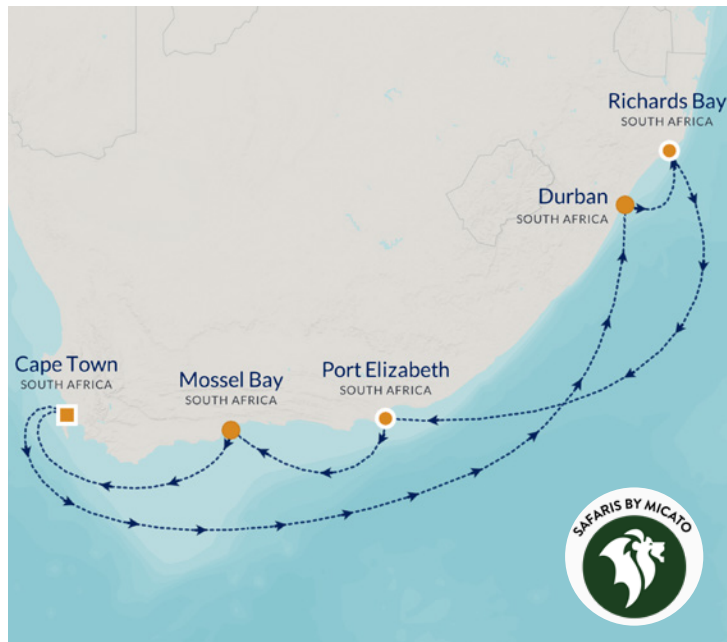 Richards Bay
SOUTH AFRICA
Durban
SOUTH AFRICA
Cape Town
SOUTH AFRICA
Mossel Bay
SOUTH AFRICA
Port Elizabeth
SOUTH AFRICA
SAFARIS BY MICATO